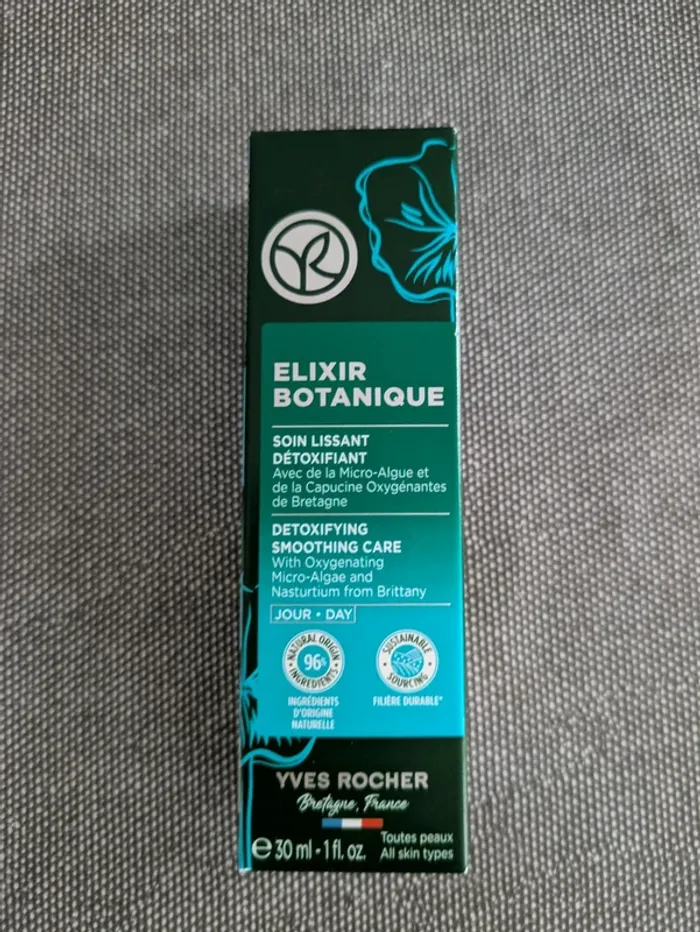 ELIXIR
BOTANIQUE
SOIN LISSANT
DÉTOXIFIANT
Avec de la Micro-Algue et
de la Capucine Oxygénantes
de Bretagne
DETOXIFYING
SMOOTHING CARE
With Oxygenating
Micro-Algae and
Nasturtium from Brittany
JOUR • DAY
NATURAL ORIGIN
96%
INGREDIENTS
INGRÉDIENTS
D'ORIGINE
NATURELLE
SUSTAINABLE
SOURCING
FILIÈRE DURABLE*
YVES ROCHER
Bretagne, France
Toutes peaux
℮ 30 ml - 1 fl. oz.
All skin types